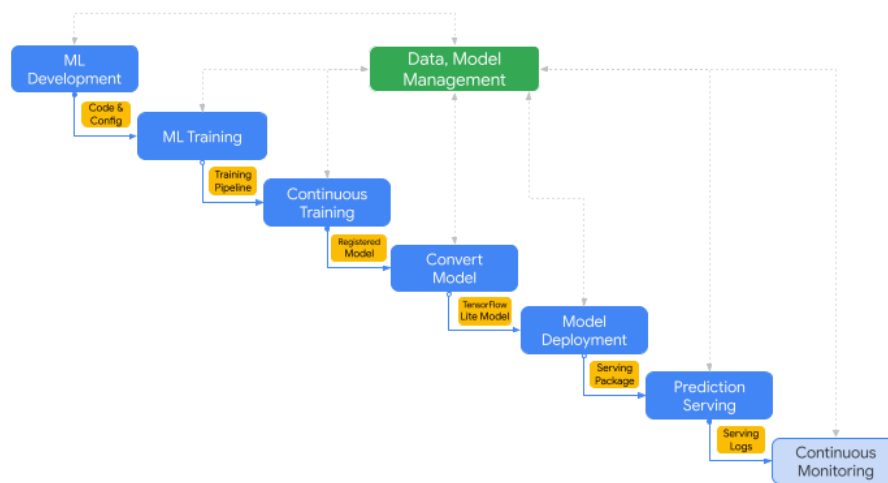 ML
Development
Data, Model
Management
Code &
Config
ML Training
Training
Pipeline
Continuous
Training
Registered
Model
Convert
Model
TensorFlow
Lite Model
Model
Deployment
Serving
Package
Prediction
Serving
Serving
Logs
Continuous
Monitoring